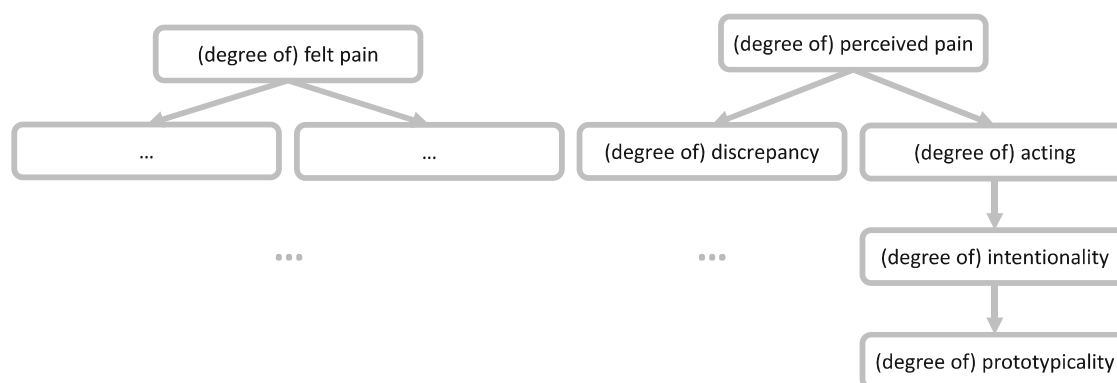 (degree of) felt pain
(degree of) perceived pain
...
...
(degree of) discrepancy
(degree of) acting
...
...
(degree of) intentionality
(degree of) prototypicality